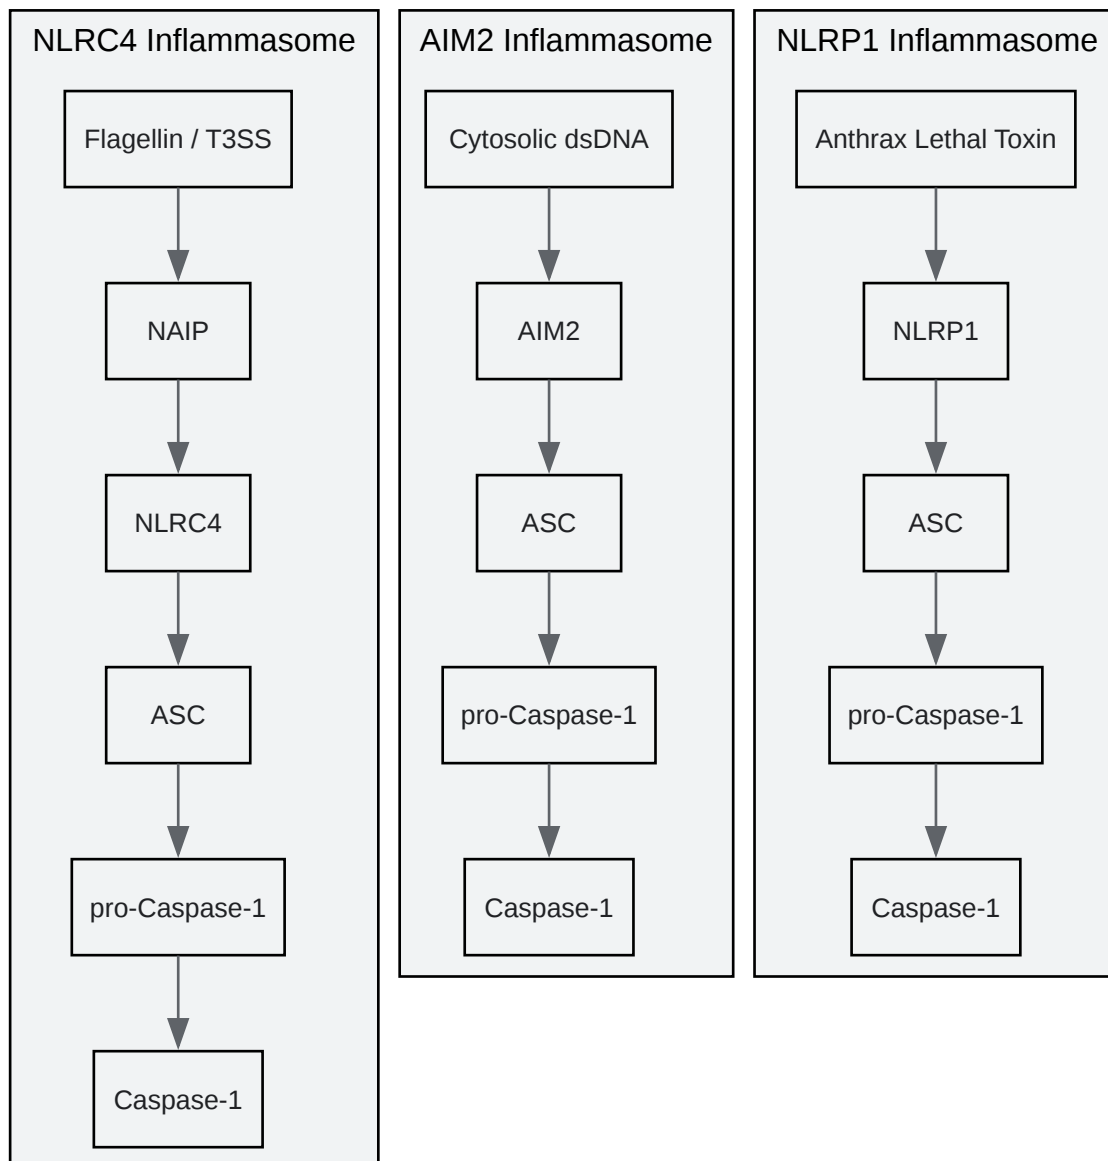 NLRC4 Inflammasome
Flagellin / T3SS
NAIP
NLRC4
ASC
pro-Caspase-1
Caspase-1
AIM2 Inflammasome
Cytosolic dsDNA
AIM2
ASC
pro-Caspase-1
Caspase-1
NLRP1 Inflammasome
Anthrax Lethal Toxin
NLRP1
ASC
pro-Caspase-1
Caspase-1